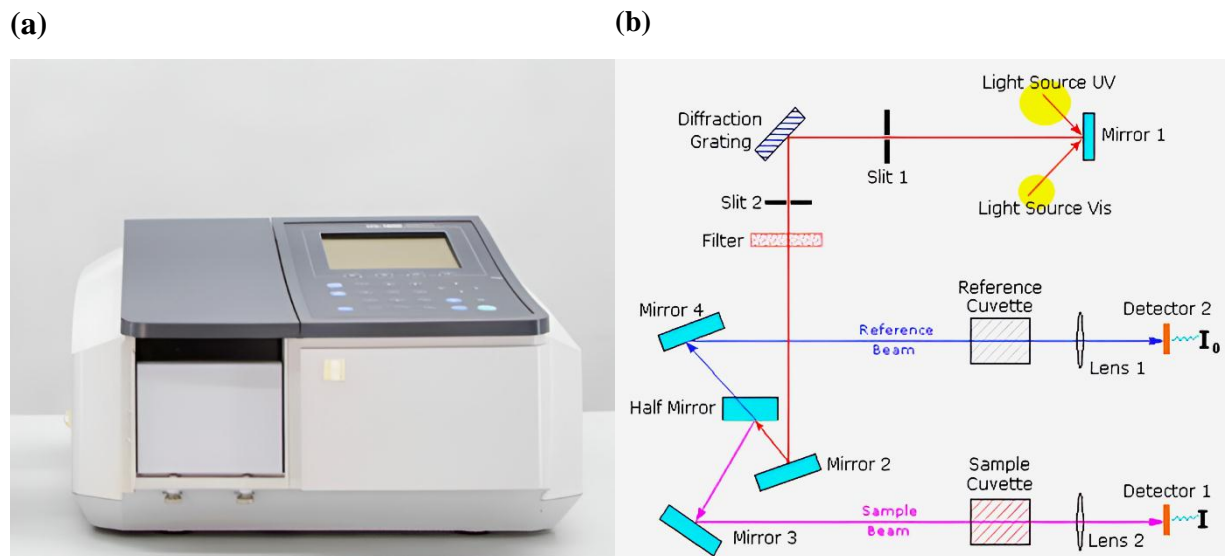 (a)
(b)
Light Source UV
Diffraction
Grating
Mirror 1
Slit 1
Slit 2
Light Source Vis
Filter
Mirror 4
Reference
Cuvette
Detector 2
Reference
Beam
I0
Lens 1
Half Mirror
Mirror 2
Sample
Cuvette
Detector 1
Sample
Beam
I
Mirror 3
Lens 2